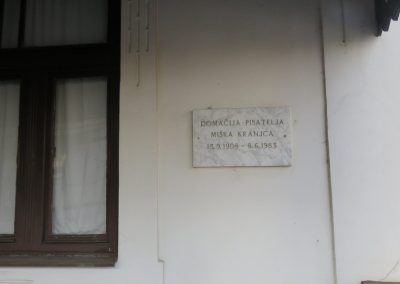 DOMAČIJA PISATELJA
MIŠKA KRANJCA
15.9.1908 - 8.6.1983